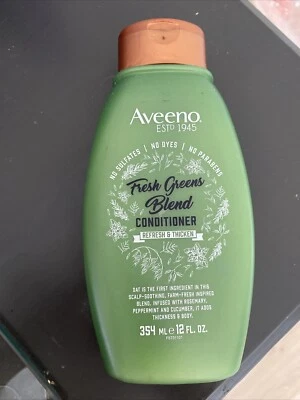 Aveeno.
ESTD 1945
NO SULFATES | NO DYES | NO PARABENS
Fresh Greens
Blend
CONDITIONER
REFRESH & THICKEN
OAT IS THE FIRST INGREDIENT IN THIS
SCALP-SOOTHING, FARM-FRESH INSPIRED
BLEND, INFUSED WITH ROSEMARY,
PEPPERMINT AND CUCUMBER, IT ADDS
THICKNESS & BODY.
354 ML e 12 FL. OZ.